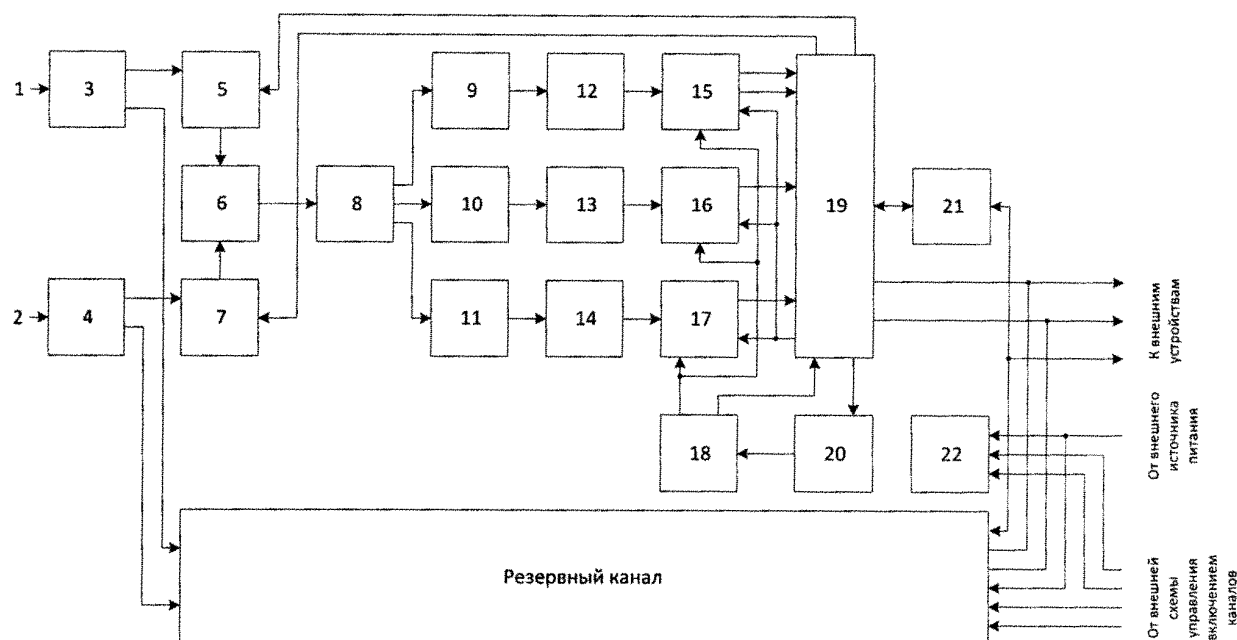 1
3
5
9
12
15
6
8
10
13
16
19
21
2
4
7
11
14
17
18
20
22
Резервный канал
К внешним
устройствам
От внешнего
источника
питания
От внешней
схемы
управления
включением
каналов